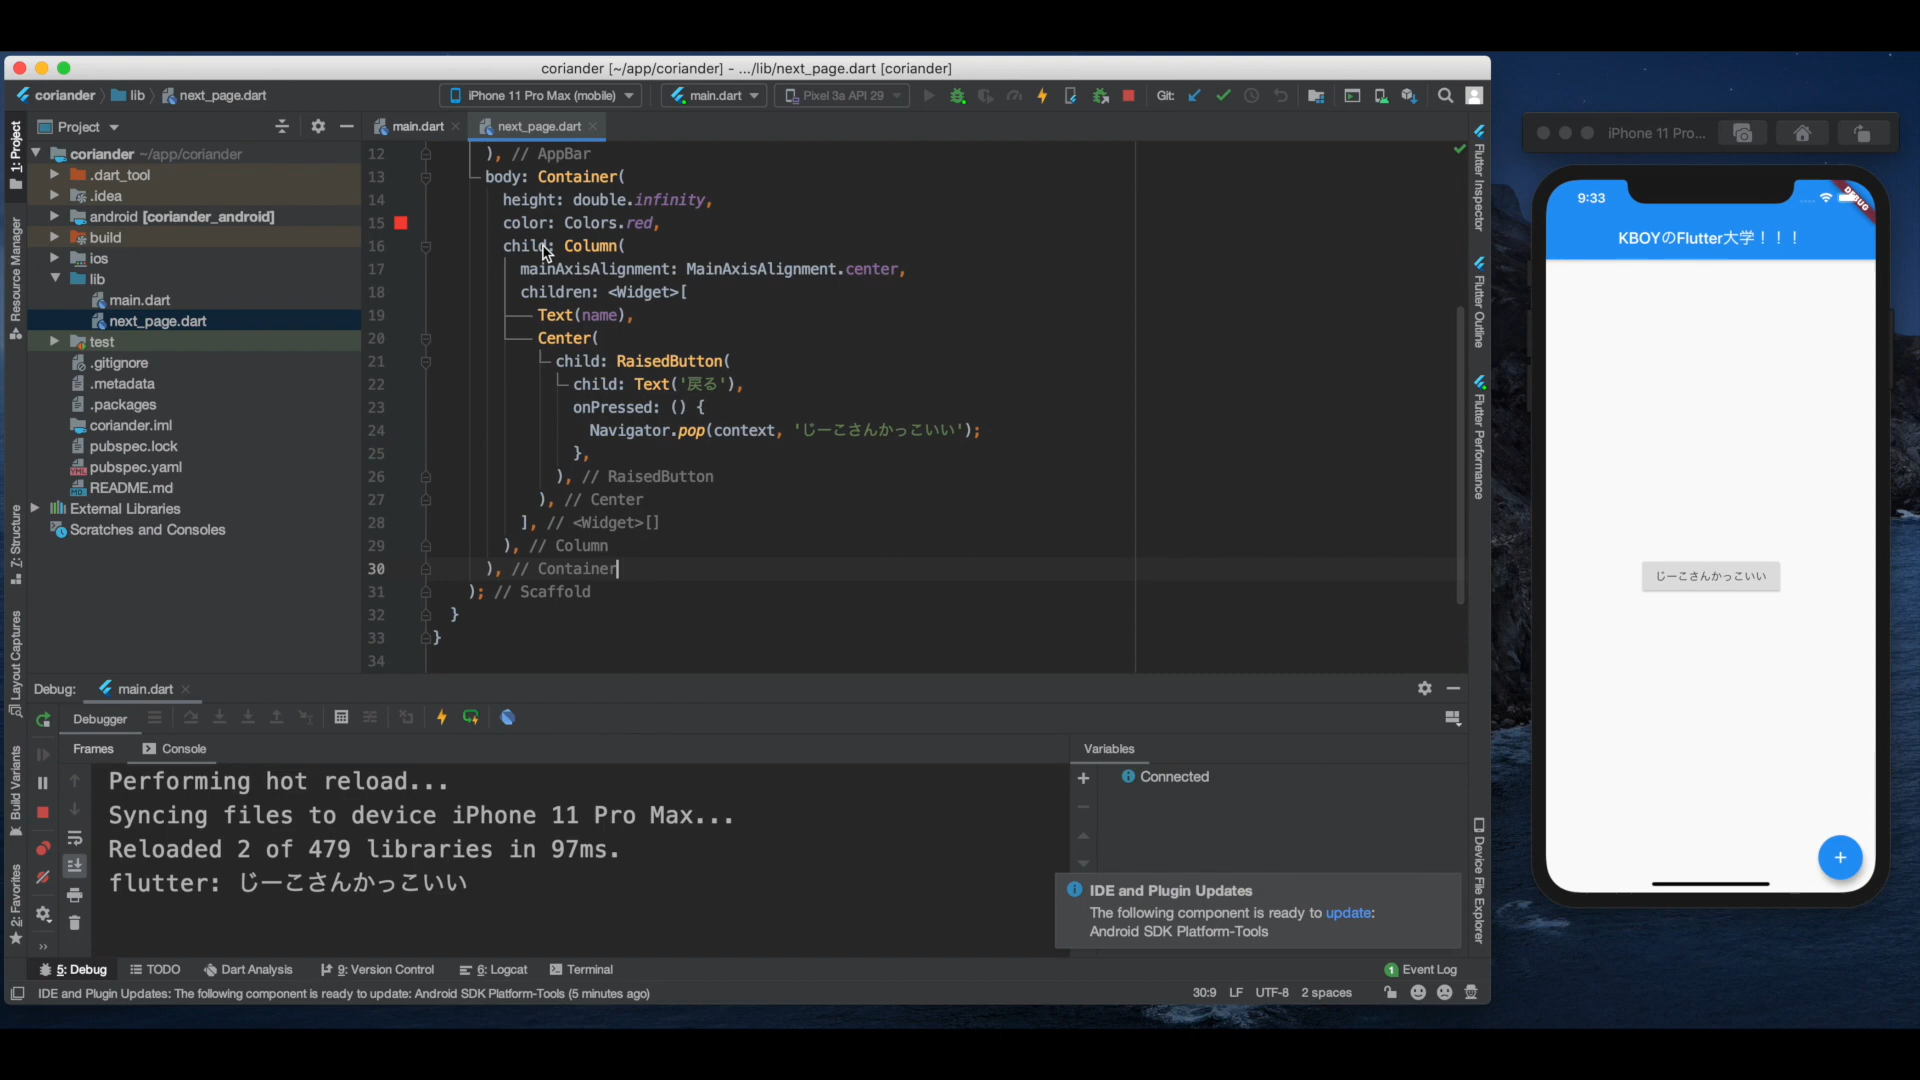 coriander [~/app/coriander] - .../lib/next_page.dart [coriander]
coriander
lib
next_page.dart
iPhone 11 Pro Max (mobile)
main.dart
Pixel 3a API 29
Git:
Project
main.dart
next_page.dart
coriander ~/app/coriander
.dart_tool
.idea
android [coriander_android]
build
ios
lib
main.dart
next_page.dart
test
.gitignore
.metadata
.packages
coriander.iml
pubspec.lock
pubspec.yaml
README.md
External Libraries
Scratches and Consoles
1: Project
Resource Manager
Z: Structure
Layout Captures
Build Variants
2: Favorites
12 ), // AppBar
13 body: Container(
14 height: double.infinity,
15 color: Colors.red,
16 child: Column(
17 mainAxisAlignment: MainAxisAlignment.center,
18 children: <Widget>[
19 Text(name),
20 Center(
21 child: RaisedButton(
22 child: Text('戻る'),
23 onPressed: () {
24 Navigator.pop(context, 'じーこさんかっこいい');
25 },
26 ), // RaisedButton
27 ), // Center
28 ], // <Widget>[]
29 ), // Column
30 ), // Container
31 ); // Scaffold
32 }
33 }
34
Flutter Inspector
Flutter Outline
Flutter Performance
Device File Explorer
Debug:
main.dart
Debugger
Frames
Console
Variables
Performing hot reload...
Syncing files to device iPhone 11 Pro Max...
Reloaded 2 of 479 libraries in 97ms.
flutter: じーこさんかっこいい
Connected
IDE and Plugin Updates
The following component is ready to update:
Android SDK Platform-Tools
5: Debug
TODO
Dart Analysis
9: Version Control
6: Logcat
Terminal
1 Event Log
IDE and Plugin Updates: The following component is ready to update: Android SDK Platform-Tools (5 minutes ago)
30:9 LF UTF-8 2 spaces
iPhone 11 Pro...
9:33
DEBUG
KBOYのFlutter大学！！！
じーこさんかっこいい